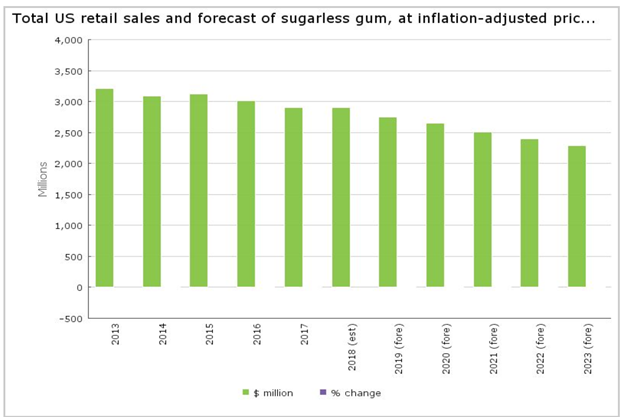 Total US retail sales and forecast of sugarless gum, at inflation-adjusted pric...
4,000
3,500
3,000
2,500
2,000
1,500
1,000
500
0
−500
Millions
2013
2014
2015
2016
2017
2018 (est)
2019 (fore)
2020 (fore)
2021 (fore)
2022 (fore)
2023 (fore)
$ million
% change